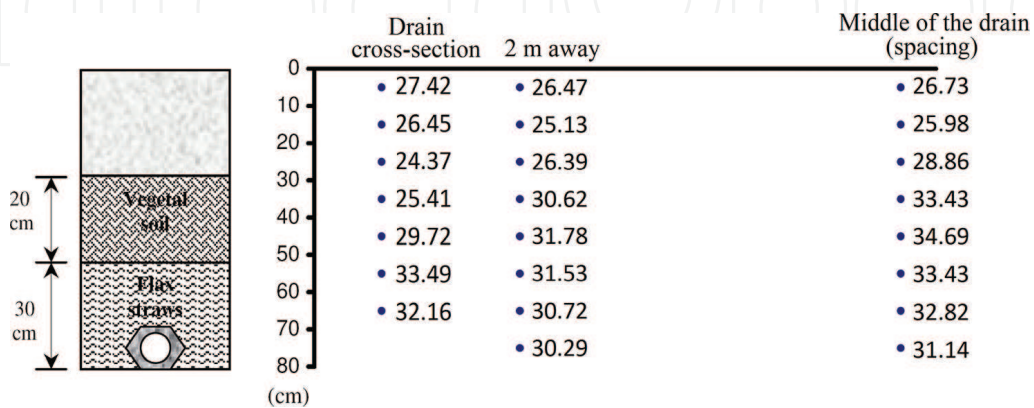 Drain
cross-section
2 m away
Middle of the drain
(spacing)
0
27.42 26.47 26.73
10
26.45 25.13 25.98
20
24.37 26.39 28.86
30
25.41 30.62 33.43
40
29.72 31.78 34.69
50
33.49 31.53 33.43
60
32.16 30.72 32.82
70
30.29 31.14
80
(cm)
20
cm
Vegetal
soil
30
cm
Flax
straws